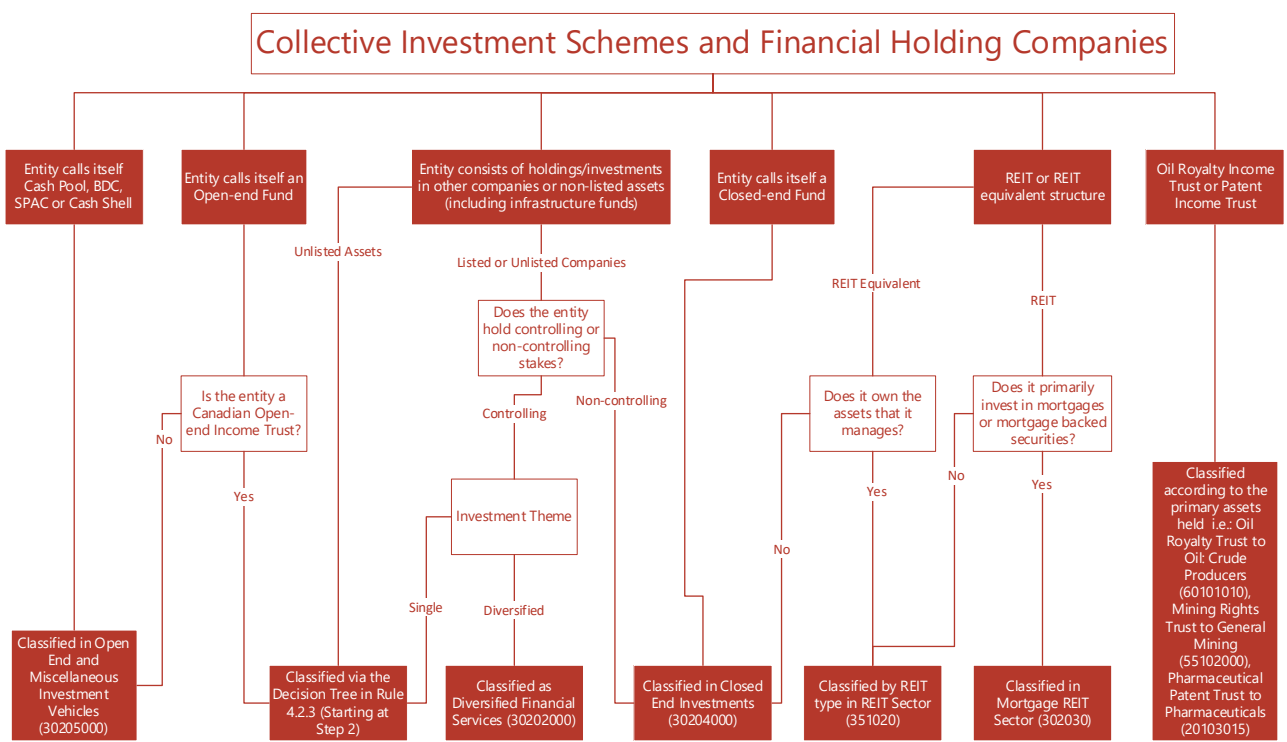 Collective Investment Schemes and Financial Holding Companies
Entity calls itself
Cash Pool, BDC,
SPAC or Cash Shell
Entity calls itself an
Open-end Fund
Entity consists of holdings/investments
in other companies or non-listed assets
(including infrastructure funds)
Entity calls itself a
Closed-end Fund
REIT or REIT
equivalent structure
Oil Royalty Income
Trust or Patent
Income Trust
Unlisted Assets
Listed or Unlisted Companies
REIT Equivalent
REIT
Does the entity
hold controlling or
non-controlling
stakes?
Is the entity a
Canadian Open-
end Income Trust?
Does it own the
assets that it
manages?
Does it primarily
invest in mortgages
or mortgage backed
securities?
No
Controlling
Non-controlling
Yes
Investment Theme
Yes
No
Yes
No
Single
Diversified
Classified in Open
End and
Miscellaneous
Investment
Vehicles
(30205000)
Classified via the
Decision Tree in Rule
4.2.3 (Starting at
Step 2)
Classified as
Diversified Financial
Services (30202000)
Classified in Closed
End Investments
(30204000)
Classified by REIT
type in REIT Sector
(351020)
Classified in
Mortgage REIT
Sector (302030)
Classified
according to the
primary assets
held i.e.: Oil
Royalty Trust to
Oil: Crude
Producers
(60101010),
Mining Rights
Trust to General
Mining
(55102000),
Pharmaceutical
Patent Trust to
Pharmaceuticals
(20103015)